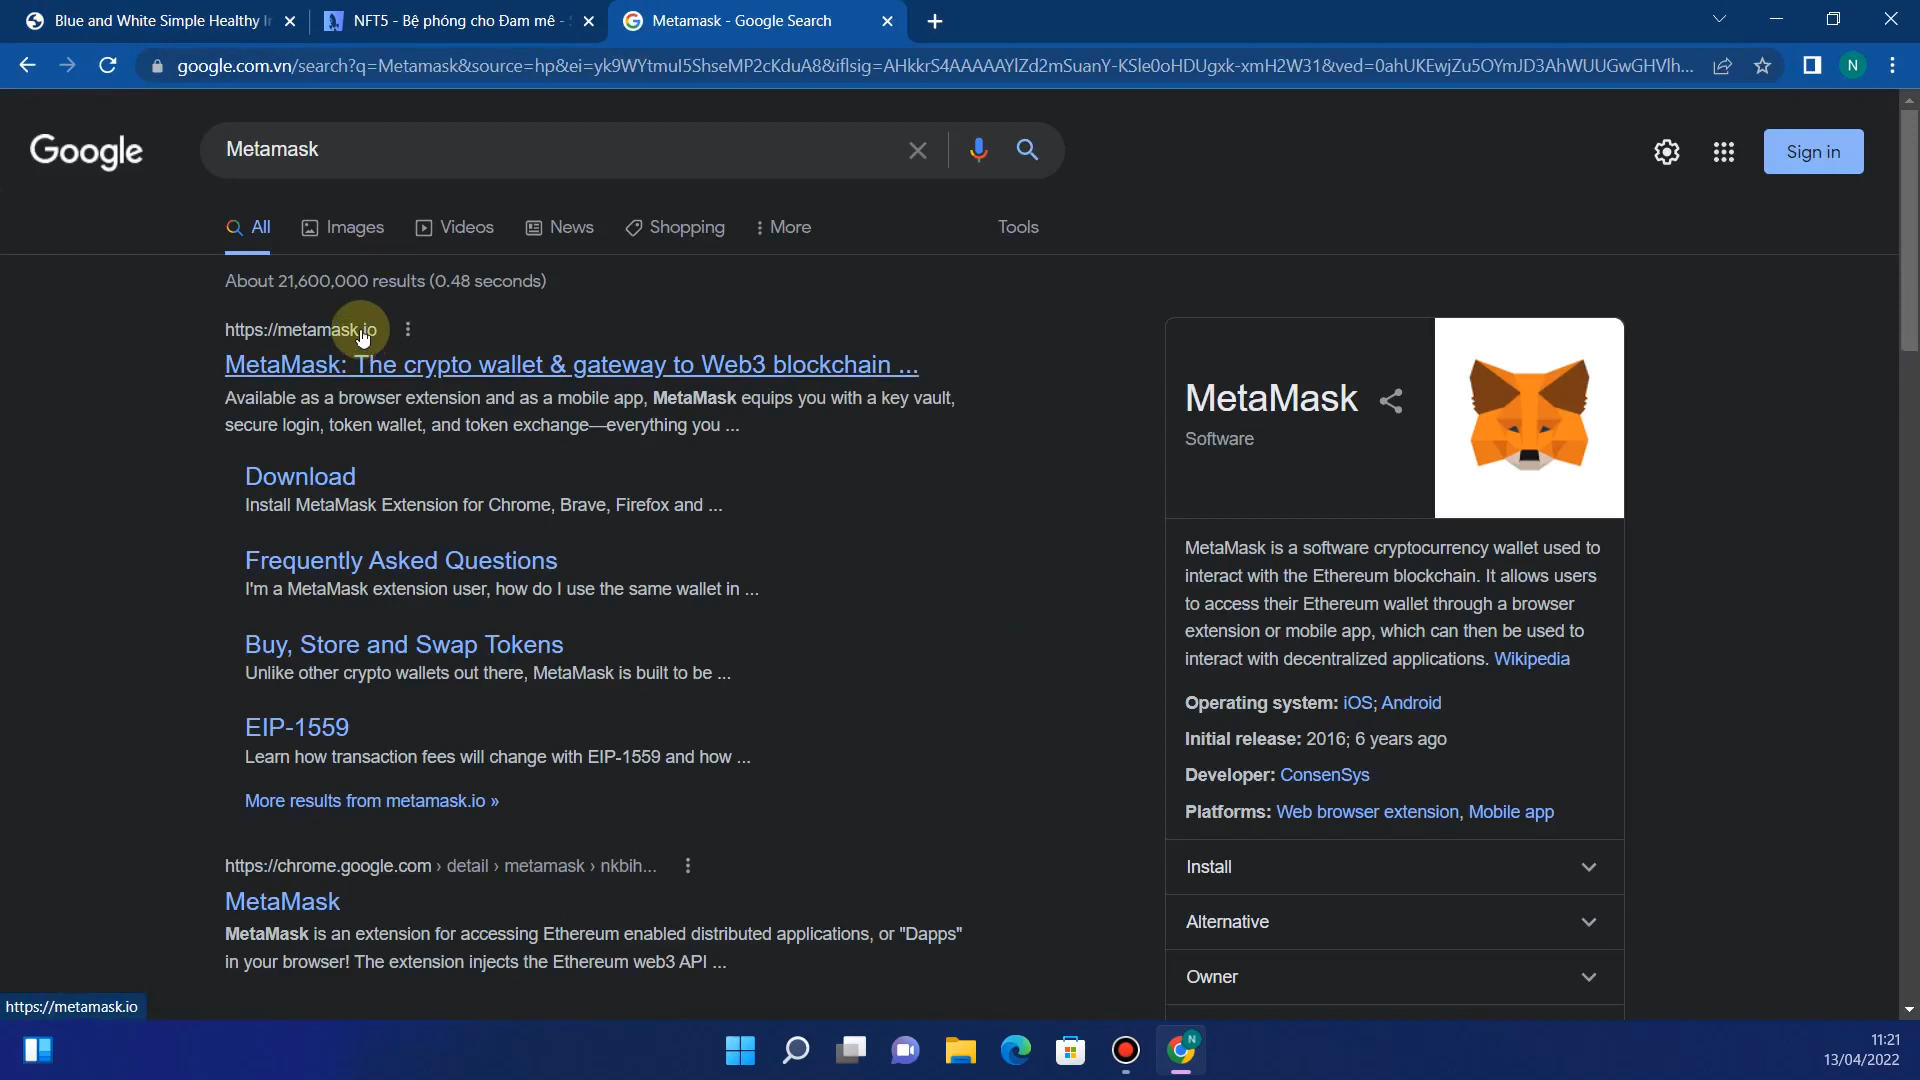 Blue and White Simple Healthy
NFT5 - Bệ phóng cho Đam mê -
Metamask - Google Search
google.com.vn/search?q=Metamask&source=hp&ei=yk9WYtmuI5ShseMP2cKduA8&iflsig=AHkkrS4AAAAAYlZd2mSuanY-KSle0oHDUgxk-xmH2W31&ved=0ahUKEwjZu5OYmJD3AhWUUGwGHVlh...
N
Google
Metamask
Sign in
All
Images
Videos
News
Shopping
More
Tools
About 21,600,000 results (0.48 seconds)
https://metamask.io
MetaMask: The crypto wallet & gateway to Web3 blockchain ...
Available as a browser extension and as a mobile app, MetaMask equips you with a key vault,
secure login, token wallet, and token exchange—everything you ...
Download
Install MetaMask Extension for Chrome, Brave, Firefox and ...
Frequently Asked Questions
I'm a MetaMask extension user, how do I use the same wallet in ...
Buy, Store and Swap Tokens
Unlike other crypto wallets out there, MetaMask is built to be ...
EIP-1559
Learn how transaction fees will change with EIP-1559 and how ...
More results from metamask.io »
https://chrome.google.com › detail › metamask › nkbih...
MetaMask
MetaMask is an extension for accessing Ethereum enabled distributed applications, or "Dapps"
in your browser! The extension injects the Ethereum web3 API ...
MetaMask
Software
MetaMask is a software cryptocurrency wallet used to
interact with the Ethereum blockchain. It allows users
to access their Ethereum wallet through a browser
extension or mobile app, which can then be used to
interact with decentralized applications. Wikipedia
Operating system: iOS; Android
Initial release: 2016; 6 years ago
Developer: ConsenSys
Platforms: Web browser extension, Mobile app
Install
Alternative
Owner
https://metamask.io
N
11:21
13/04/2022